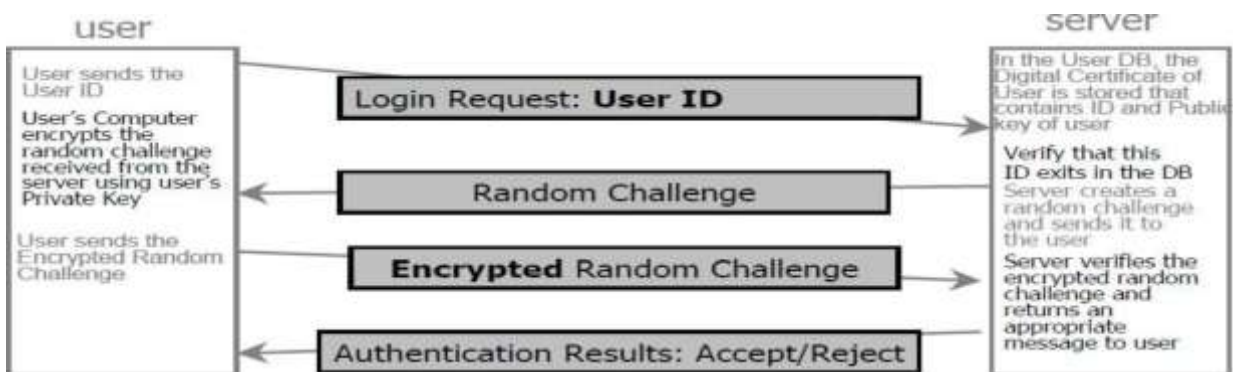 user
User sends the
User ID
User's Computer
encrypts the
random challenge
received from the
server using user's
Private Key
User sends the
Encrypted Random
Challenge
Login Request: User ID
Random Challenge
Encrypted Random Challenge
Authentication Results: Accept/Reject
server
In the User DB, the
Digital Certificate of
User is stored that
contains ID and Public
key of user
Verify that this
ID exits in the DB
Server creates a
random challenge
and sends it to
the user
Server verifies the
encrypted random
challenge and
returns an
appropriate
message to user